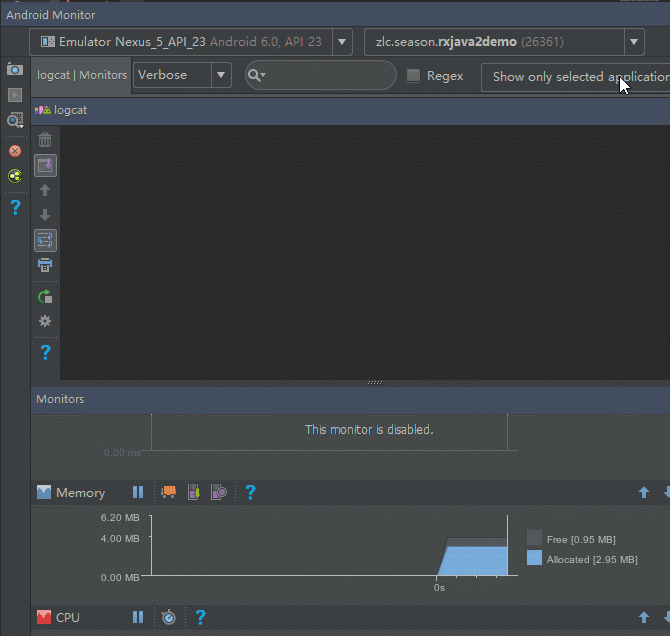 Android Monitor
Emulator Nexus_5_API_23 Android 6.0, API 23
zlc.season.rxjava2demo (26361)
logcat | Monitors
Verbose
Regex
Show only selected application
logcat
?
?
Monitors
This monitor is disabled.
0.00 ms
Memory
?
6.20 MB
4.00 MB
0.00 MB
0s
Free [0.95 MB]
Allocated [2.95 MB]
CPU
?